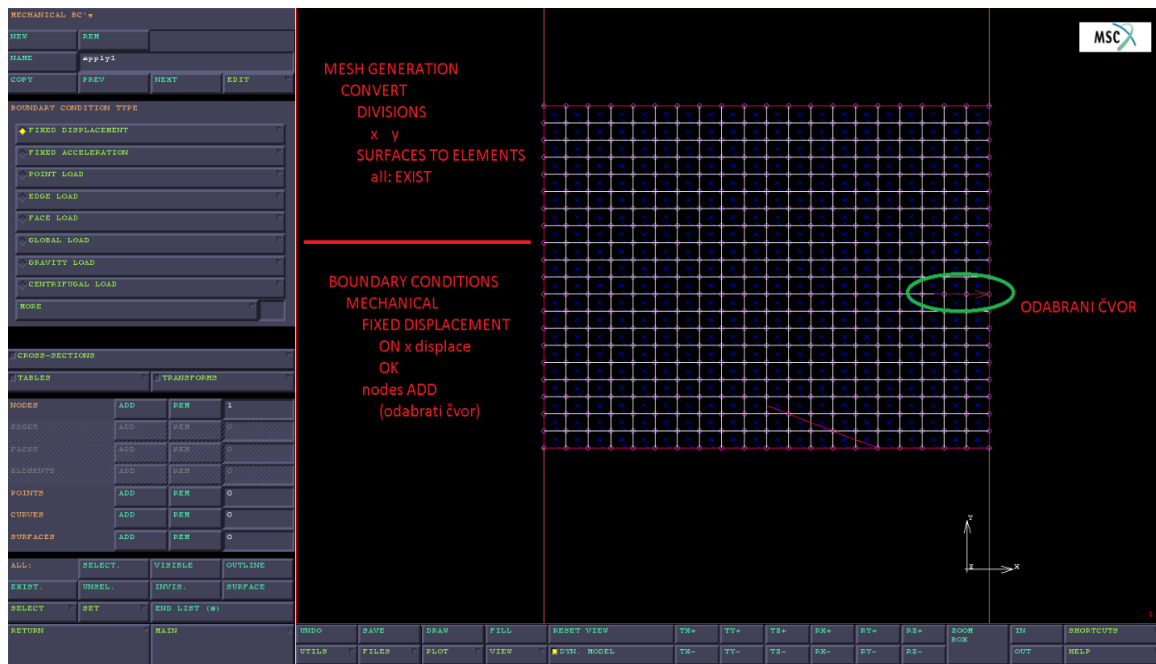 MECHANICAL BC's
NEW REM
NAME apply1
COPY PREV NEXT EDIT
BOUNDARY CONDITION TYPE
FIXED DISPLACEMENT
FIXED ACCELERATION
POINT LOAD
EDGE LOAD
FACE LOAD
GLOBAL LOAD
GRAVITY LOAD
CENTRIFUGAL LOAD
MORE
CROSS-SECTIONS
TABLES TRANSFORMS
NODES ADD REM 1
EDGES ADD REM 0
FACES ADD REM 0
ELEMENTS ADD REM 0
POINTS ADD REM 0
CURVES ADD REM 0
SURFACES ADD REM 0
ALL: SELECT. VISIBLE OUTLINE
EXIST. UNSEL. INVIS. SURFACE
SELECT SET END LIST (#)
RETURN MAIN
MESH GENERATION
CONVERT
DIVISIONS
x y
SURFACES TO ELEMENTS
all: EXIST
BOUNDARY CONDITIONS
MECHANICAL
FIXED DISPLACEMENT
ON x displace
OK
nodes ADD
(odabrati čvor)
MSC
ODABRANI ČVOR
Y
Z X
1
UNDO SAVE DRAW FILL RESET VIEW TX+ TY+ TZ+ RX+ RY+ RZ+ ZOOM BOX IN SHORTCUTS
UTILS FILES PLOT VIEW DYN. MODEL TX- TY- TZ- RX- RY- RZ- OUT HELP